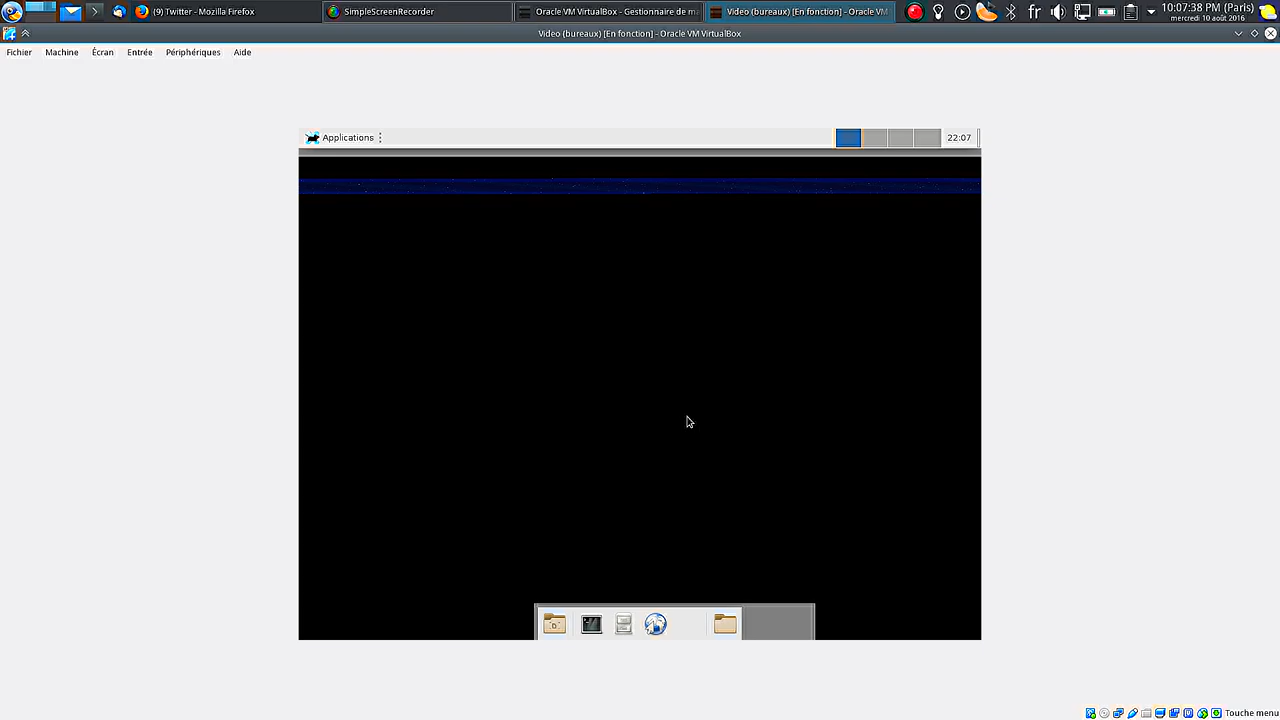 (9) Twitter - Mozilla Firefox
SimpleScreenRecorder
Oracle VM VirtualBox - Gestionnaire de m
Video (bureaux) [En fonction] - Oracle VM
fr
10:07:38 PM (Paris)
mercredi 10 août 2016
Video (bureaux) [En fonction] - Oracle VM VirtualBox
Fichier Machine Écran Entrée Périphériques Aide
Applications 22:07
Touche menu